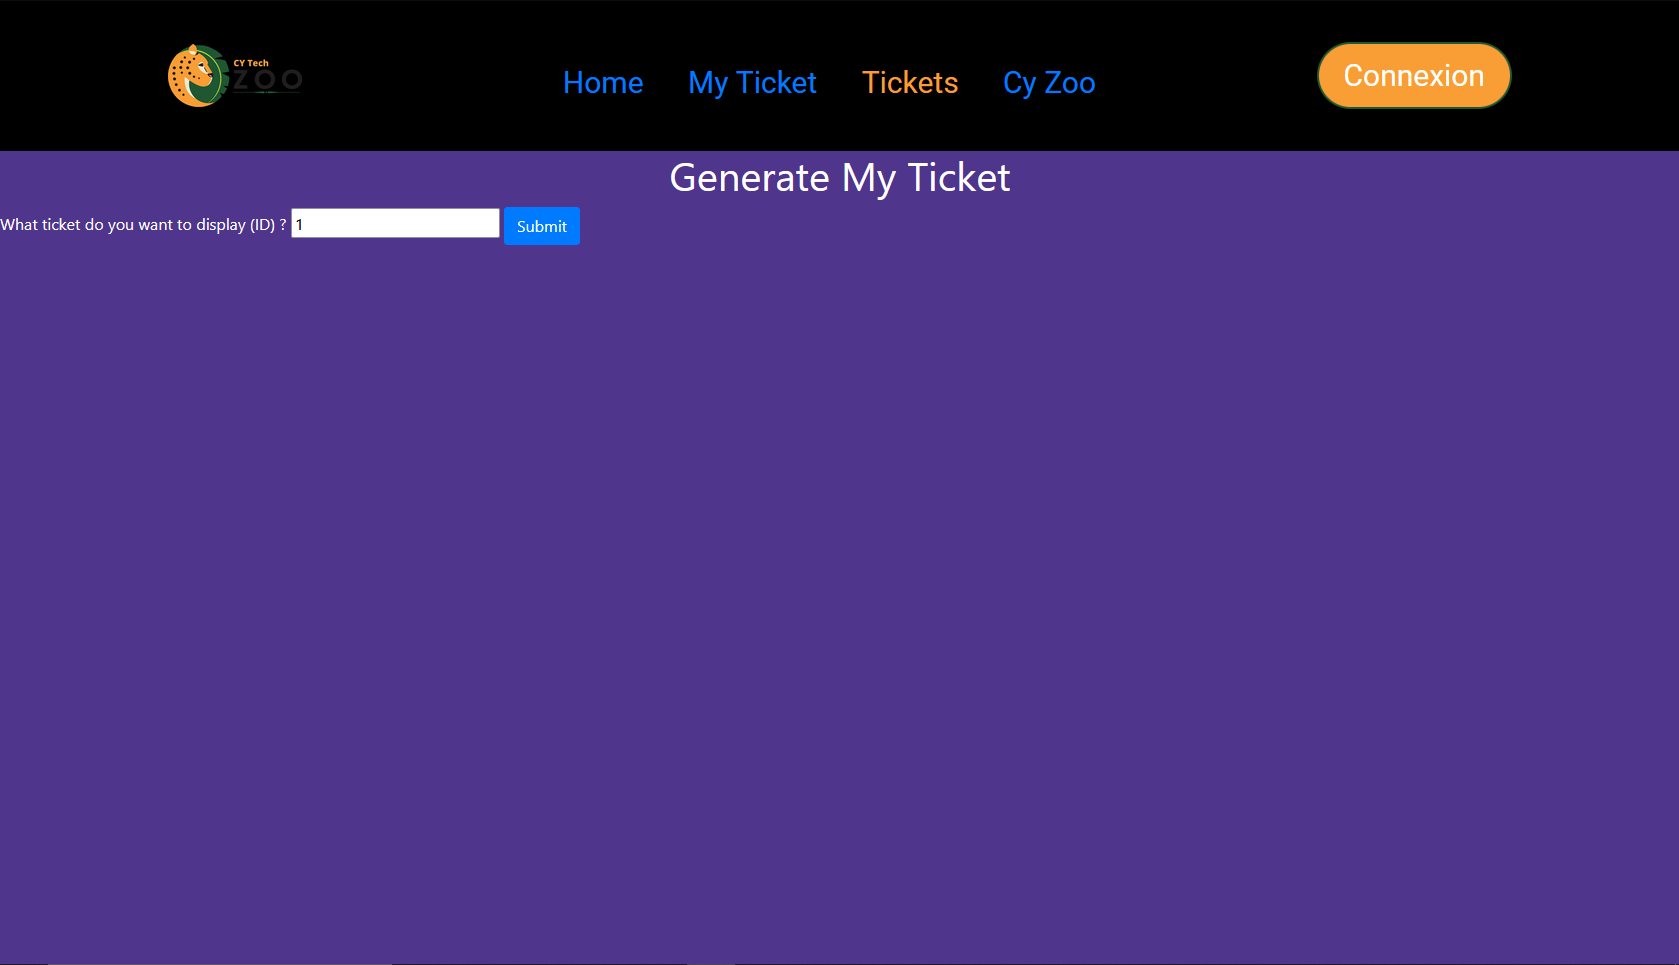 CY Tech
ZOO
Home My Ticket Tickets Cy Zoo
Connexion
Generate My Ticket
What ticket do you want to display (ID) ? 1 Submit